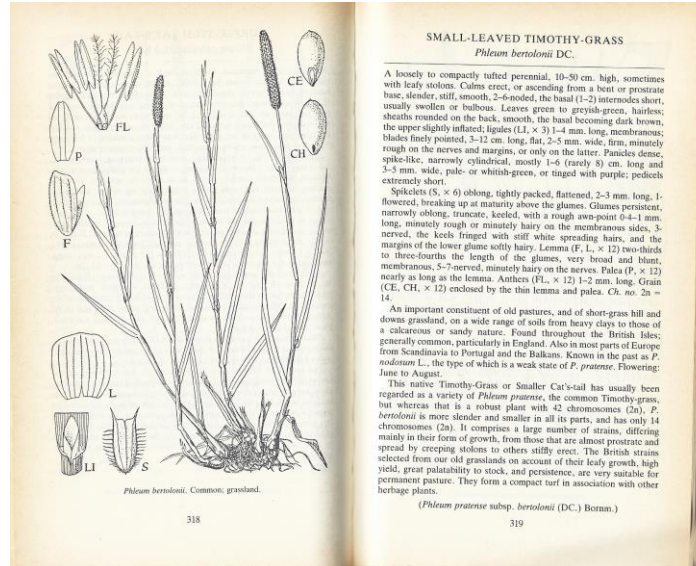 CE
FL
P
CH
F
L
LI
S
Phleum bertolonii. Common; grassland.
318
SMALL-LEAVED TIMOTHY-GRASS
Phleum bertolonii DC.
A loosely to compactly tufted perennial, 10–50 cm. high, sometimes
with leafy stolons. Culms erect, or ascending from a bent or prostrate
base, slender, stiff, smooth, 2–6-noded, the basal (1–2) internodes short,
usually swollen or bulbous. Leaves green to greyish-green, hairless;
sheaths rounded on the back, smooth, the basal becoming dark brown,
the upper slightly inflated; ligules (LI, × 3) 1–4 mm. long, membranous;
blades finely pointed, 3–12 cm. long, flat, 2–5 mm. wide, firm, minutely
rough on the nerves and margins, or only on the latter. Panicles dense,
spike-like, narrowly cylindrical, mostly 1–6 (rarely 8) cm. long and
3–5 mm. wide, pale- or whitish-green, or tinged with purple; pedicels
extremely short.
Spikelets (S, × 6) oblong, tightly packed, flattened, 2–3 mm. long, 1-
flowered, breaking up at maturity above the glumes. Glumes persistent,
narrowly oblong, truncate, keeled, with a rough awn-point 0·4–1 mm.
long, minutely rough or minutely hairy on the membranous sides, 3-
nerved, the keels fringed with stiff white spreading hairs, and the
margins of the lower glume softly hairy. Lemma (F, L, × 12) two-thirds
to three-fourths the length of the glumes, very broad and blunt,
membranous, 5–7-nerved, minutely hairy on the nerves. Palea (P, × 12)
nearly as long as the lemma. Anthers (FL, × 12) 1–2 mm. long. Grain
(CE, CH, × 12) enclosed by the thin lemma and palea. Ch. no. 2n =
14.
An important constituent of old pastures, and of short-grass hill and
downs grassland, on a wide range of soils from heavy clays to those of
a calcareous or sandy nature. Found throughout the British Isles;
generally common, particularly in England. Also in most parts of Europe
from Scandinavia to Portugal and the Balkans. Known in the past as P.
nodosum L., the type of which is a weak state of P. pratense. Flowering:
June to August.
This native Timothy-Grass or Smaller Cat's-tail has usually been
regarded as a variety of Phleum pratense, the common Timothy-grass,
but whereas that is a robust plant with 42 chromosomes (2n), P.
bertolonii is more slender and smaller in all its parts, and has only 14
chromosomes (2n). It comprises a large number of strains, differing
mainly in their form of growth, from those that are almost prostrate and
spread by creeping stolons to others stiffly erect. The British strains
selected from our old grasslands on account of their leafy growth, high
yield, great palatability to stock, and persistence, are very suitable for
permanent pasture. They form a compact turf in association with other
herbage plants.
(Phleum pratense subsp. bertolonii (DC.) Bornm.)
319